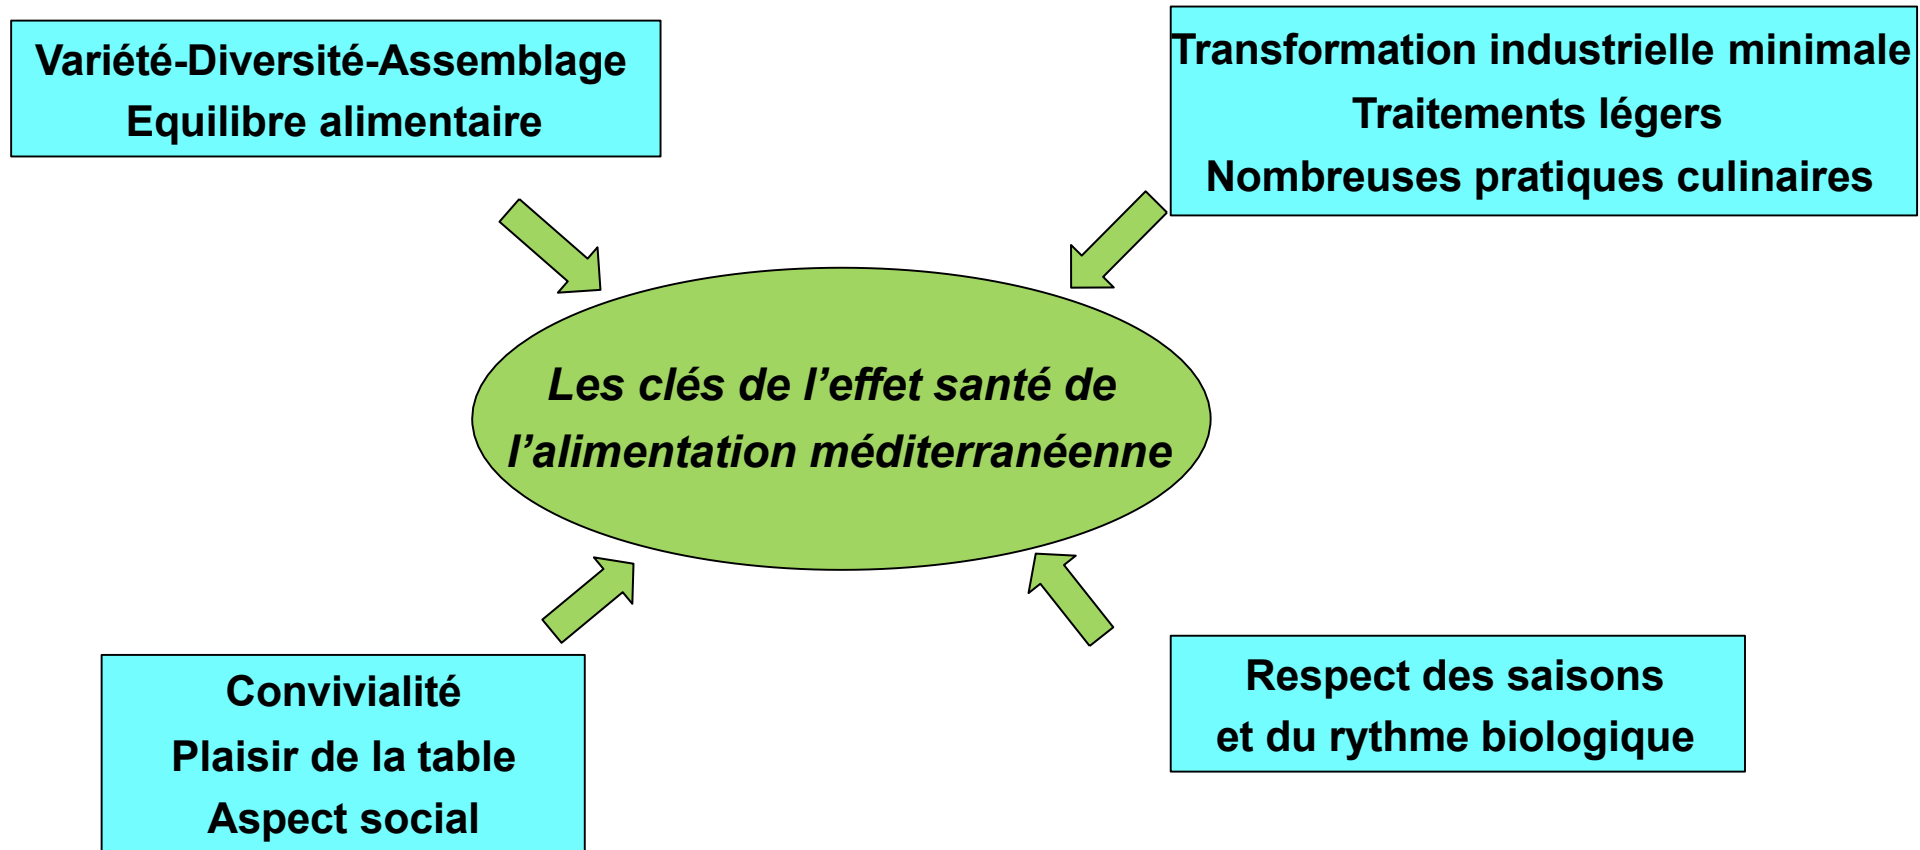 Variété-Diversité-Assemblage
Equilibre alimentaire
Transformation industrielle minimale
Traitements légers
Nombreuses pratiques culinaires
Les clés de l’effet santé de
l’alimentation méditerranéenne
Convivialité
Plaisir de la table
Aspect social
Respect des saisons
et du rythme biologique